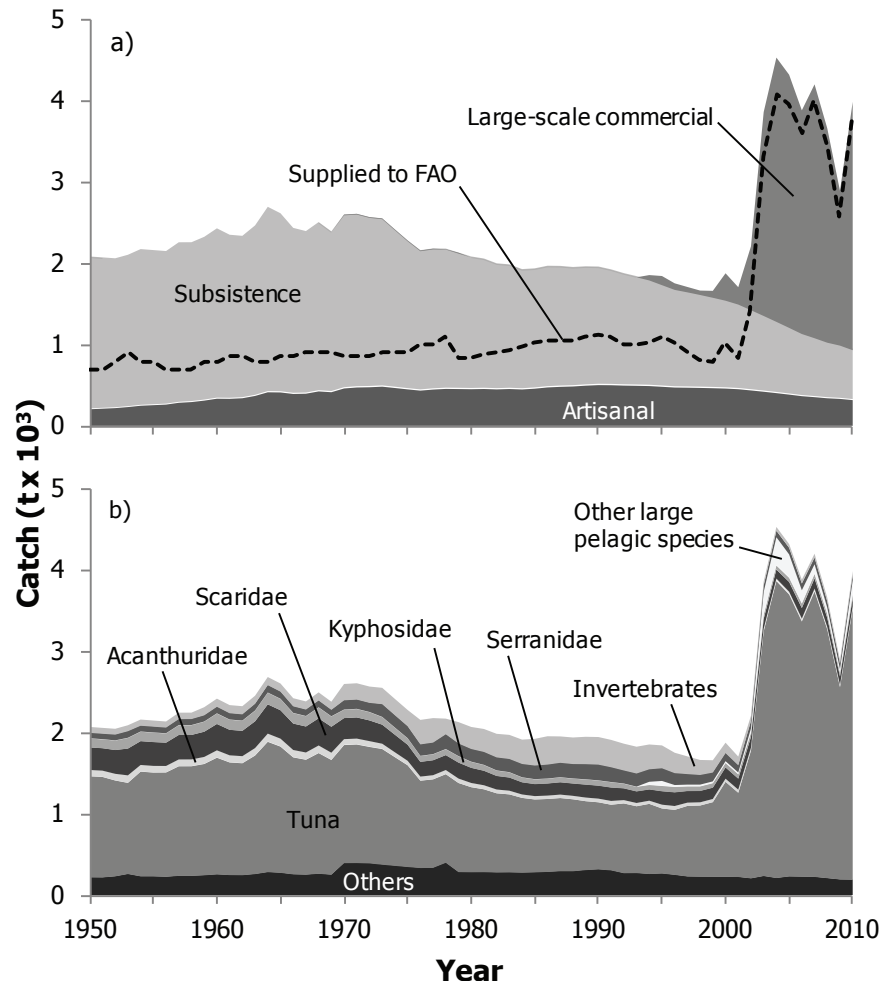 5
a)
4
Large-scale commercial
Supplied to FAO
3
2
Subsistence
1
Artisanal
0
Catch (t x 10³)
5
b)
Other large
pelagic species
4
Scaridae
Kyphosidae
3
Acanthuridae
Serranidae
Invertebrates
2
1
Tuna
Others
0
1950 1960 1970 1980 1990 2000 2010
Year